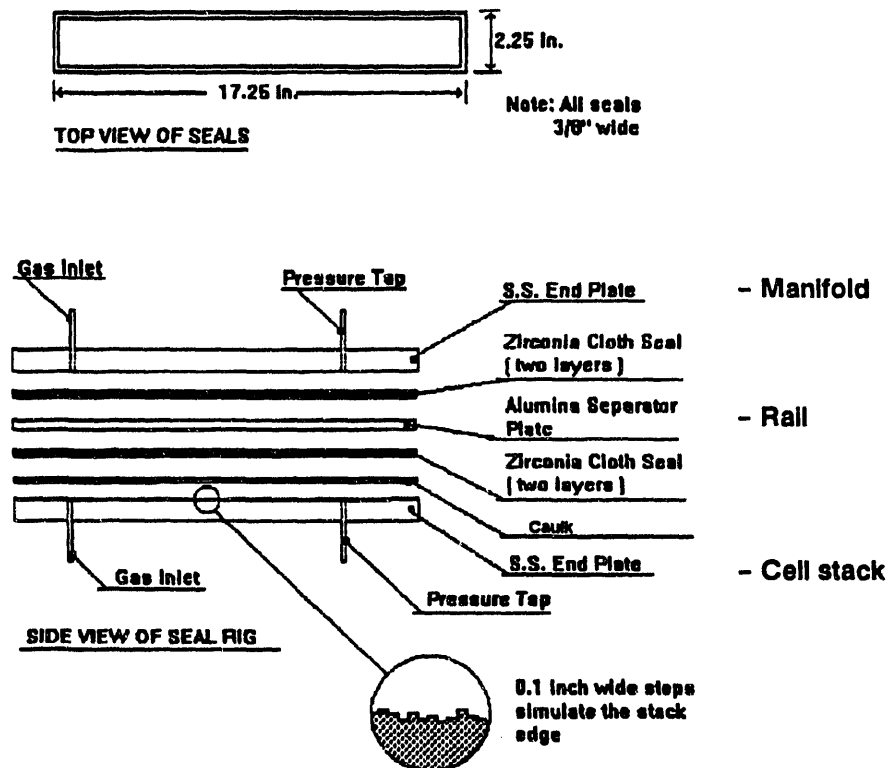 2.25 in.
17.25 in.
Note: All seals
3/8" wide
TOP VIEW OF SEALS
Gas Inlet
Pressure Tap
S.S. End Plate
- Manifold
Zirconia Cloth Seal
( two layers )
Alumina Separator
Plate
- Rail
Zirconia Cloth Seal
( two layers )
Caulk
S.S. End Plate
- Cell stack
Gas Inlet
Pressure Tap
SIDE VIEW OF SEAL RIG
0.1 inch wide steps
simulate the stack
edge